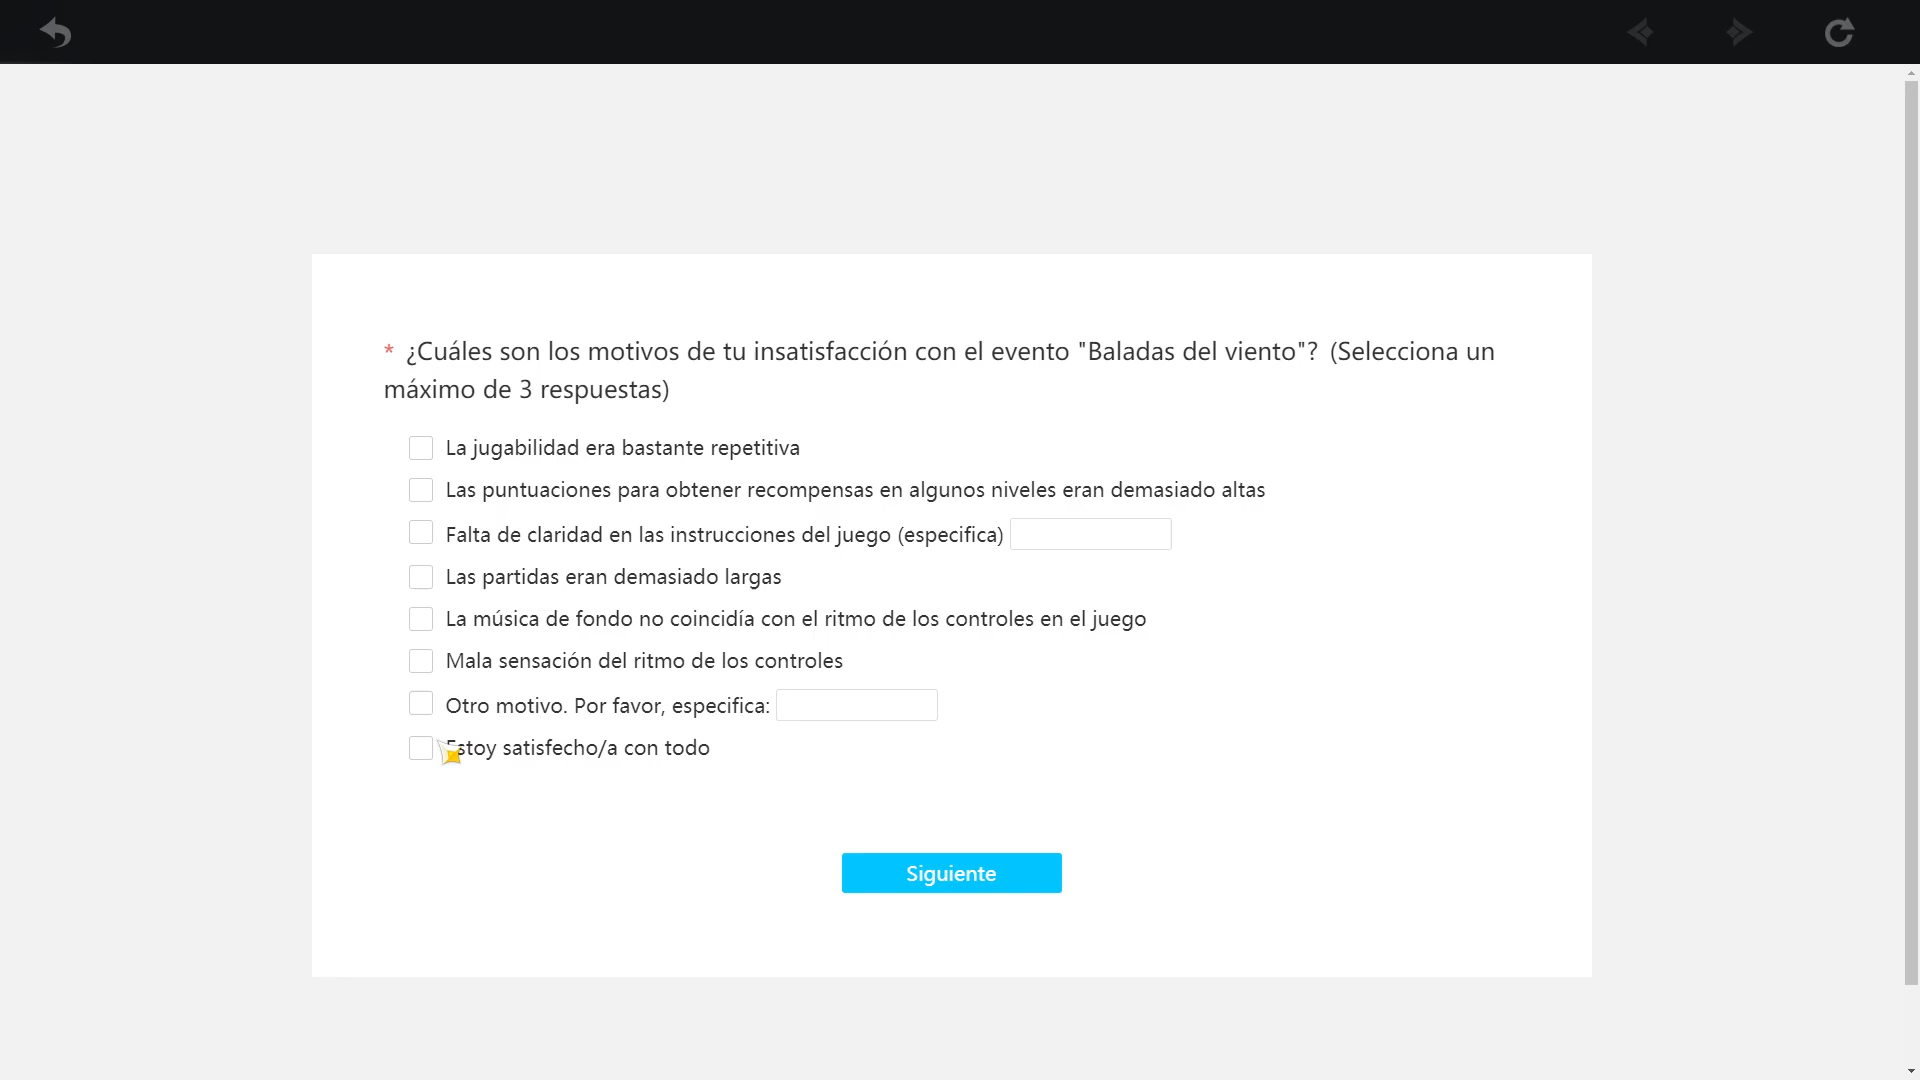 * ¿Cuáles son los motivos de tu insatisfacción con el evento "Baladas del viento"? (Selecciona un
máximo de 3 respuestas)
La jugabilidad era bastante repetitiva
Las puntuaciones para obtener recompensas en algunos niveles eran demasiado altas
Falta de claridad en las instrucciones del juego (especifica)
Las partidas eran demasiado largas
La música de fondo no coincidía con el ritmo de los controles en el juego
Mala sensación del ritmo de los controles
Otro motivo. Por favor, especifica:
Estoy satisfecho/a con todo
Siguiente